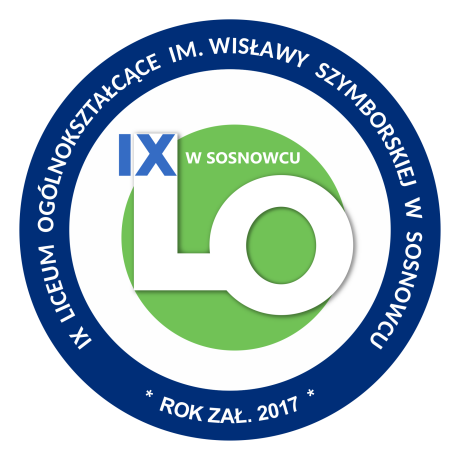 IX LICEUM OGÓLNOKSZTAŁCĄCE IM. WISŁAWY SZYMBORSKIEJ W SOSNOWCU
IX
W SOSNOWCU
LO
* ROK ZAŁ. 2017 *